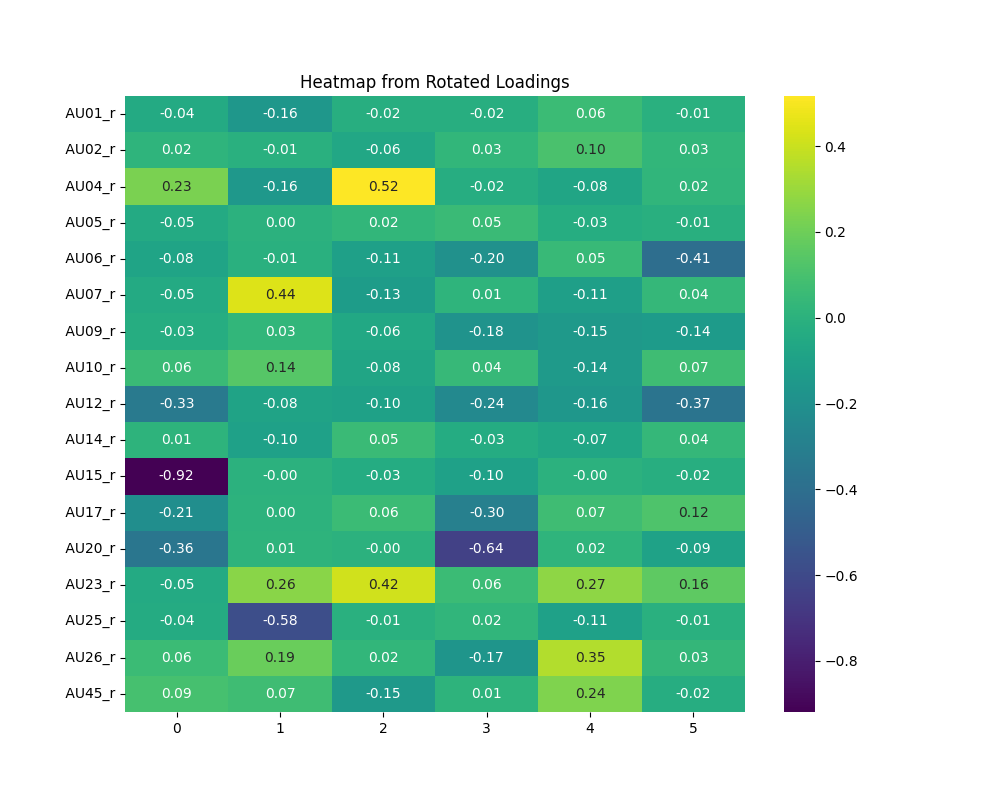 Heatmap from Rotated Loadings
AU01_r -0.04 -0.16 -0.02 -0.02 0.06 -0.01
AU02_r 0.02 -0.01 -0.06 0.03 0.10 0.03
AU04_r 0.23 -0.16 0.52 -0.02 -0.08 0.02
AU05_r -0.05 0.00 0.02 0.05 -0.03 -0.01
AU06_r -0.08 -0.01 -0.11 -0.20 0.05 -0.41
AU07_r -0.05 0.44 -0.13 0.01 -0.11 0.04
AU09_r -0.03 0.03 -0.06 -0.18 -0.15 -0.14
AU10_r 0.06 0.14 -0.08 0.04 -0.14 0.07
AU12_r -0.33 -0.08 -0.10 -0.24 -0.16 -0.37
AU14_r 0.01 -0.10 0.05 -0.03 -0.07 0.04
AU15_r -0.92 -0.00 -0.03 -0.10 -0.00 -0.02
AU17_r -0.21 0.00 0.06 -0.30 0.07 0.12
AU20_r -0.36 0.01 -0.00 -0.64 0.02 -0.09
AU23_r -0.05 0.26 0.42 0.06 0.27 0.16
AU25_r -0.04 -0.58 -0.01 0.02 -0.11 -0.01
AU26_r 0.06 0.19 0.02 -0.17 0.35 0.03
AU45_r 0.09 0.07 -0.15 0.01 0.24 -0.02
0 1 2 3 4 5
0.4
0.2
0.0
−0.2
−0.4
−0.6
−0.8